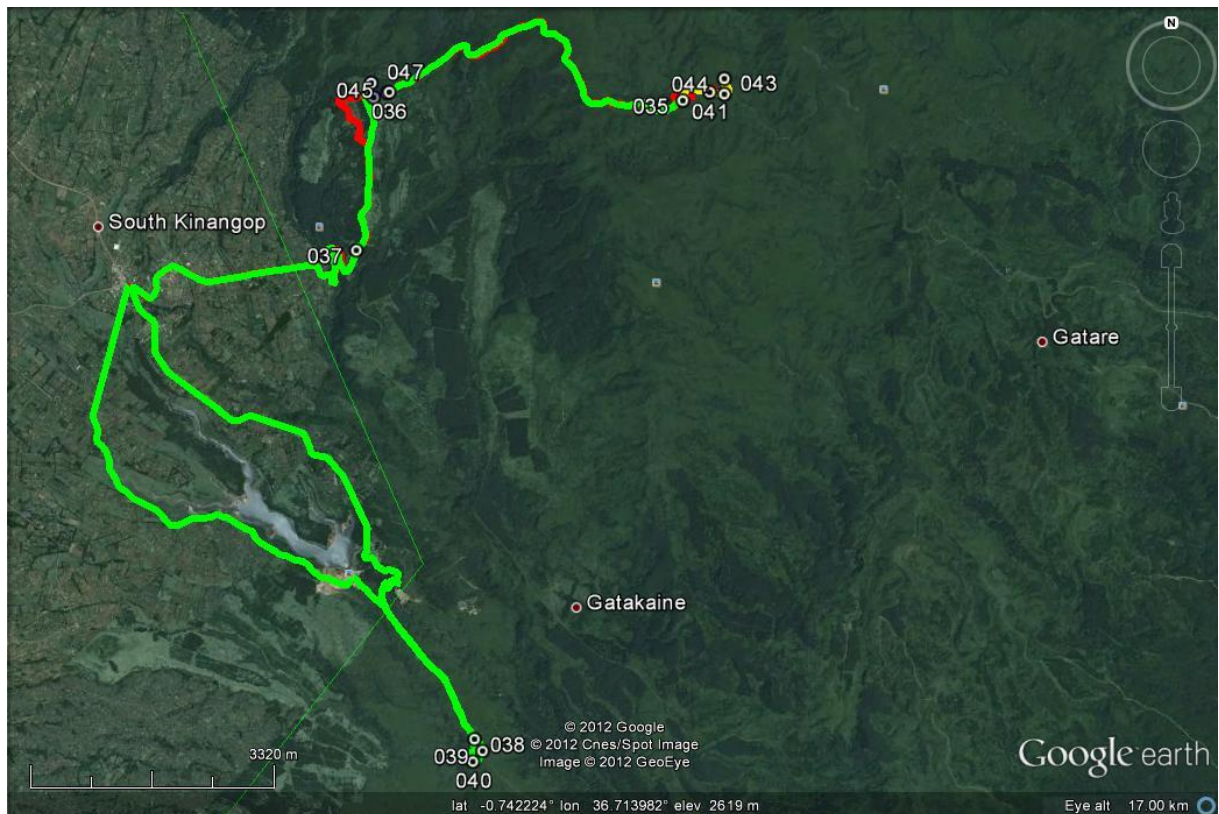 N
047
045
044
043
036
035
041
South Kinangop
037
Gatare
Gatakaine
© 2012 Google
© 2012 Cnes/Spot Image
Image © 2012 GeoEye
039
038
040
3320 m
Google earth
lat -0.742224° lon 36.713982° elev 2619 m
Eye alt 17.00 km